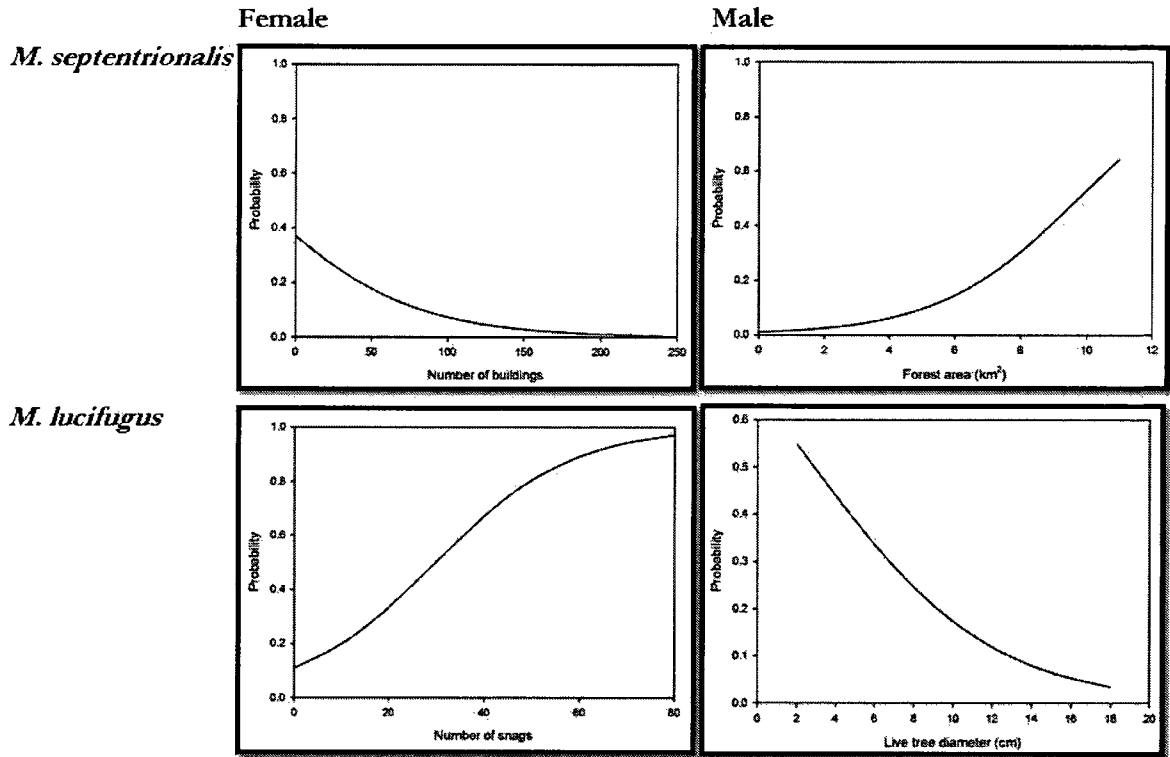 Female Male
M. septentrionalis
1.0
0.8
0.6
0.4
0.2
0.0
Probability
0 50 100 150 200 250
Number of buildings
1.0
0.8
0.6
0.4
0.2
0.0
Probability
0 2 4 6 8 10 12
Forest area (km²)
M. lucifugus
1.0
0.8
0.6
0.4
0.2
0.0
Probability
0 20 40 60 80
Number of snags
0.6
0.5
0.4
0.3
0.2
0.1
0.0
Probability
0 2 4 6 8 10 12 14 16 18 20
Live tree diameter (cm)